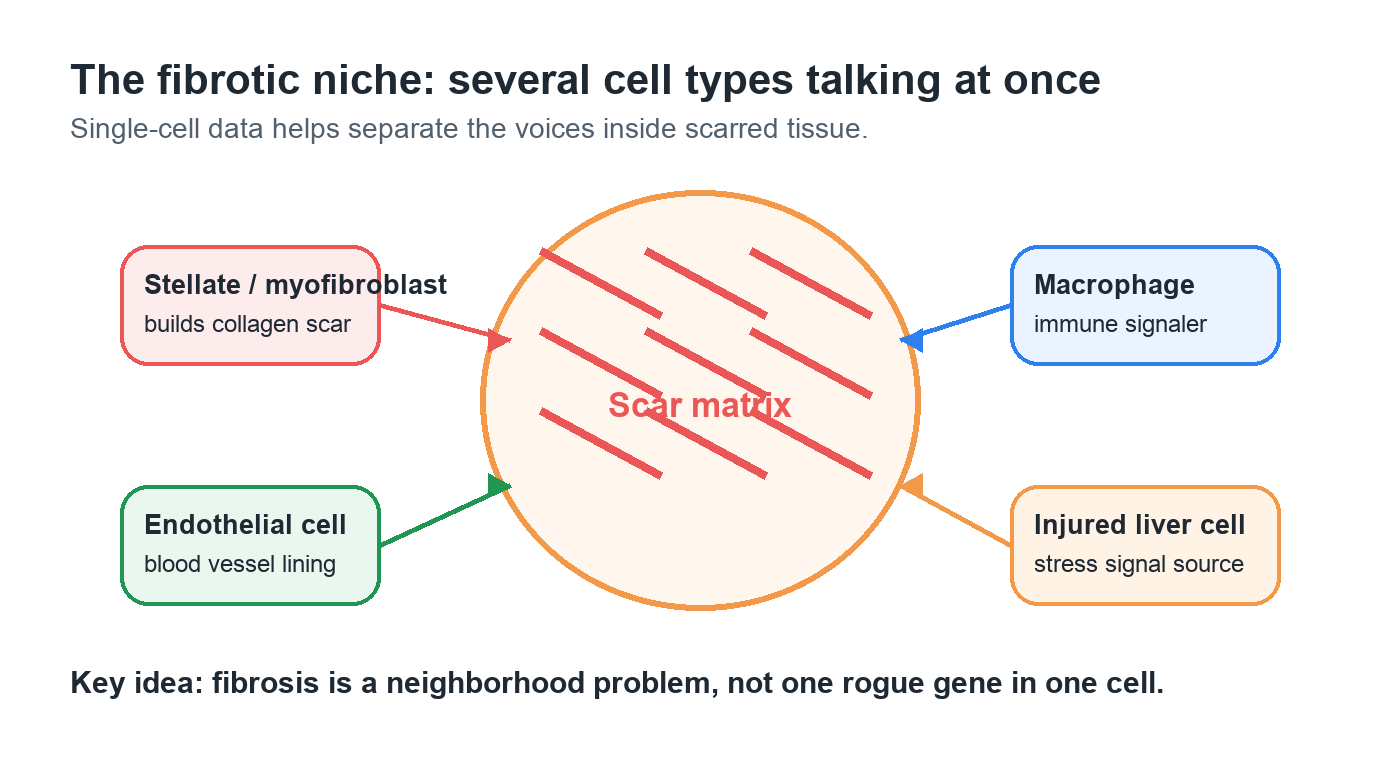 The fibrotic niche: several cell types talking at once
Single-cell data helps separate the voices inside scarred tissue.
Stellate / myofibroblast
builds collagen scar
Macrophage
immune signaler
Scar matrix
Endothelial cell
blood vessel lining
Injured liver cell
stress signal source
Key idea: fibrosis is a neighborhood problem, not one rogue gene in one cell.